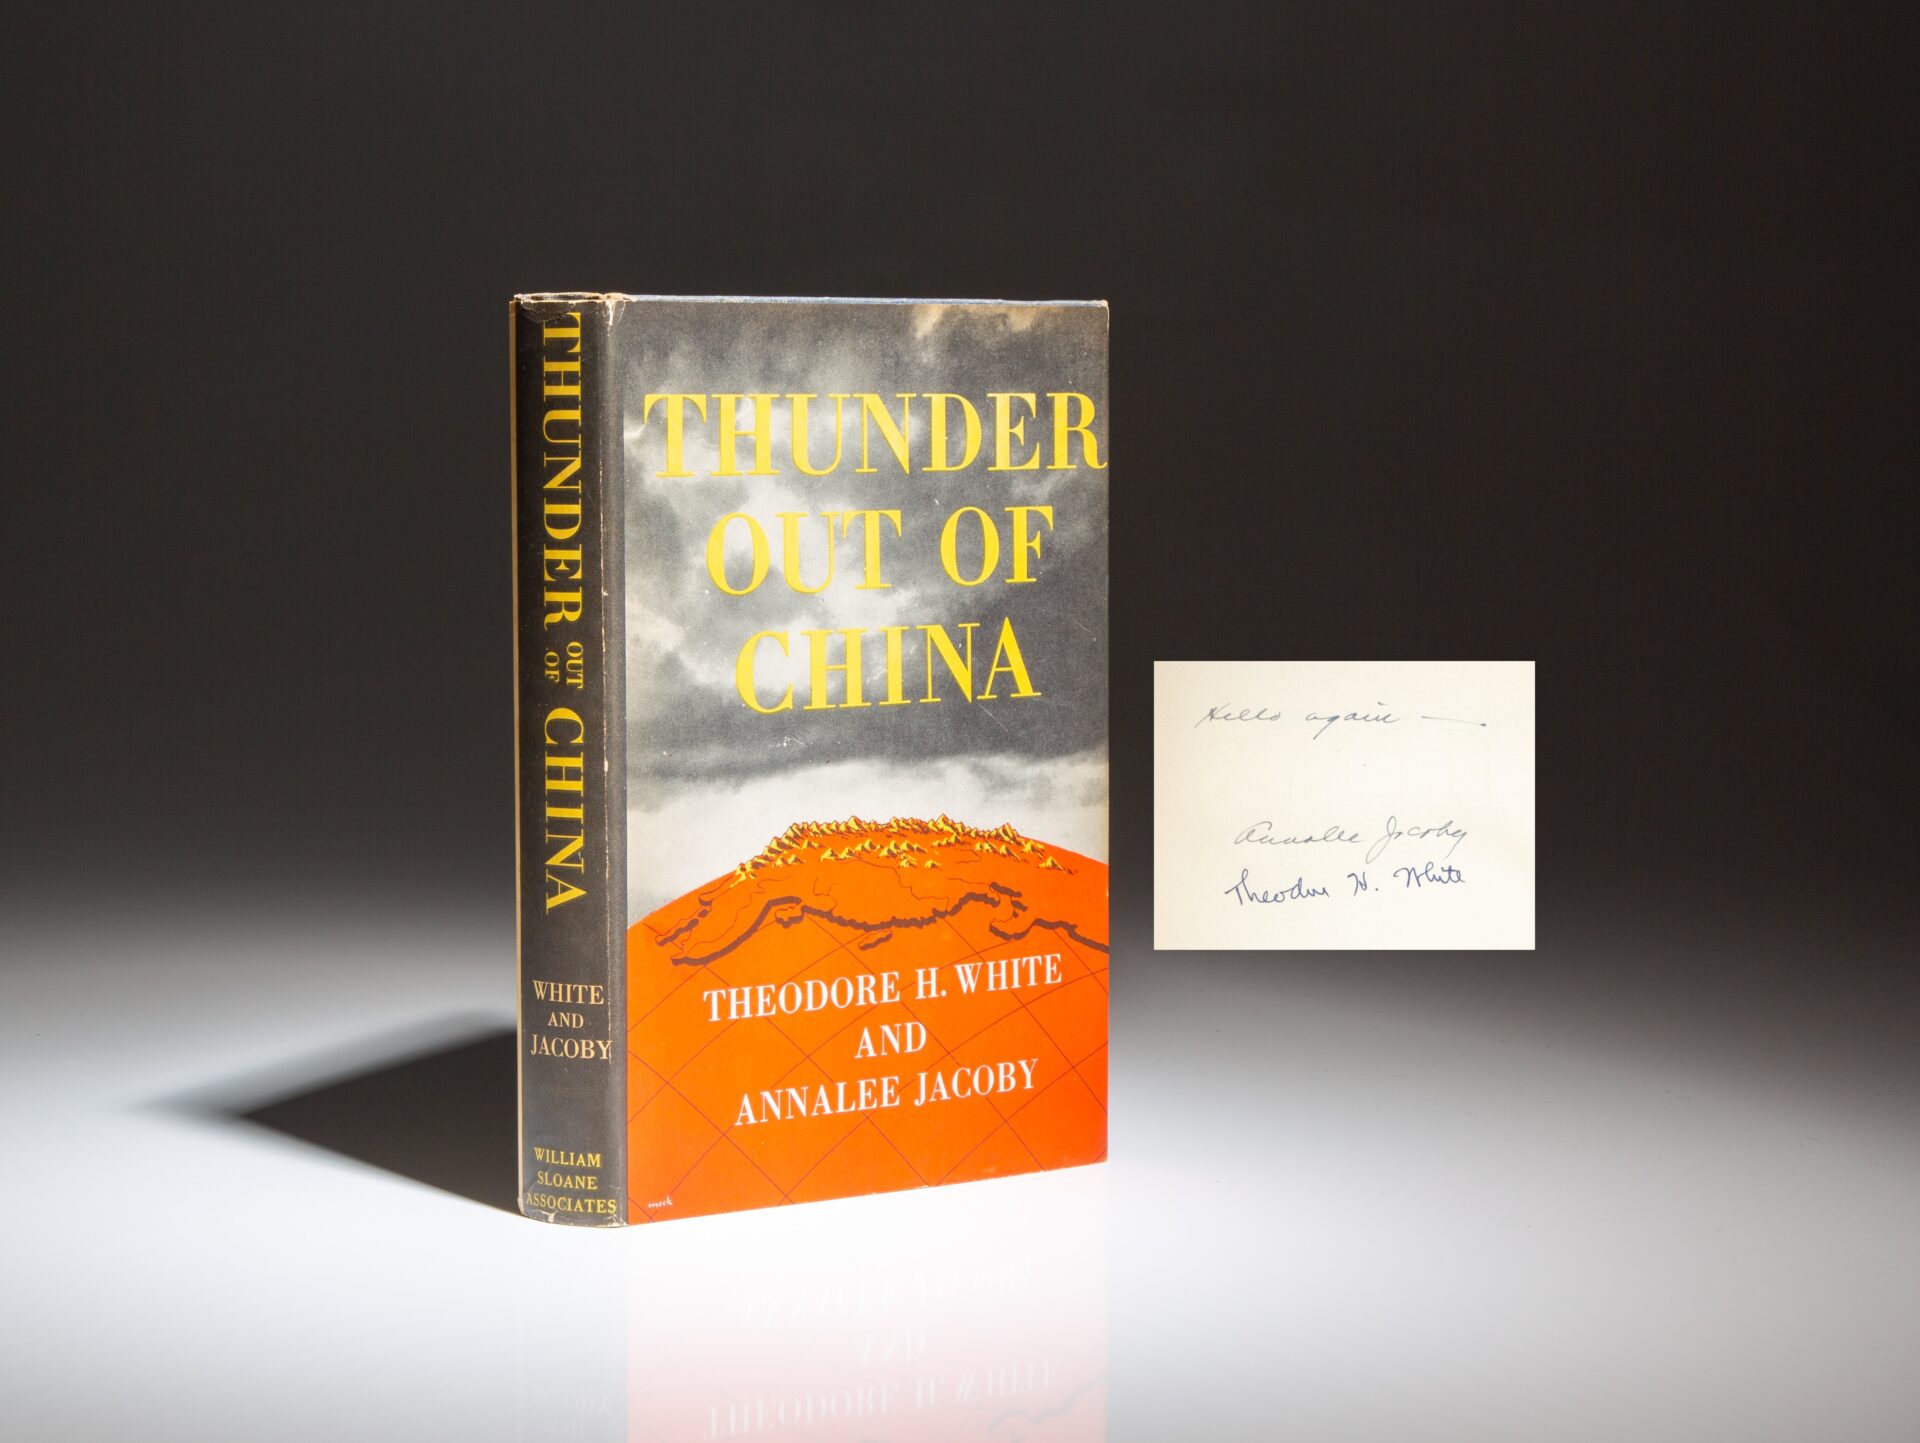 THUNDER OUT OF CHINA
WHITE
AND
JACOBY
WILLIAM
SLOANE
ASSOCIATES
THUNDER
OUT OF
CHINA
THEODORE H. WHITE
AND
ANNALEE JACOBY
meek
Hello again —
Annalee Jacoby
Theodore H. White